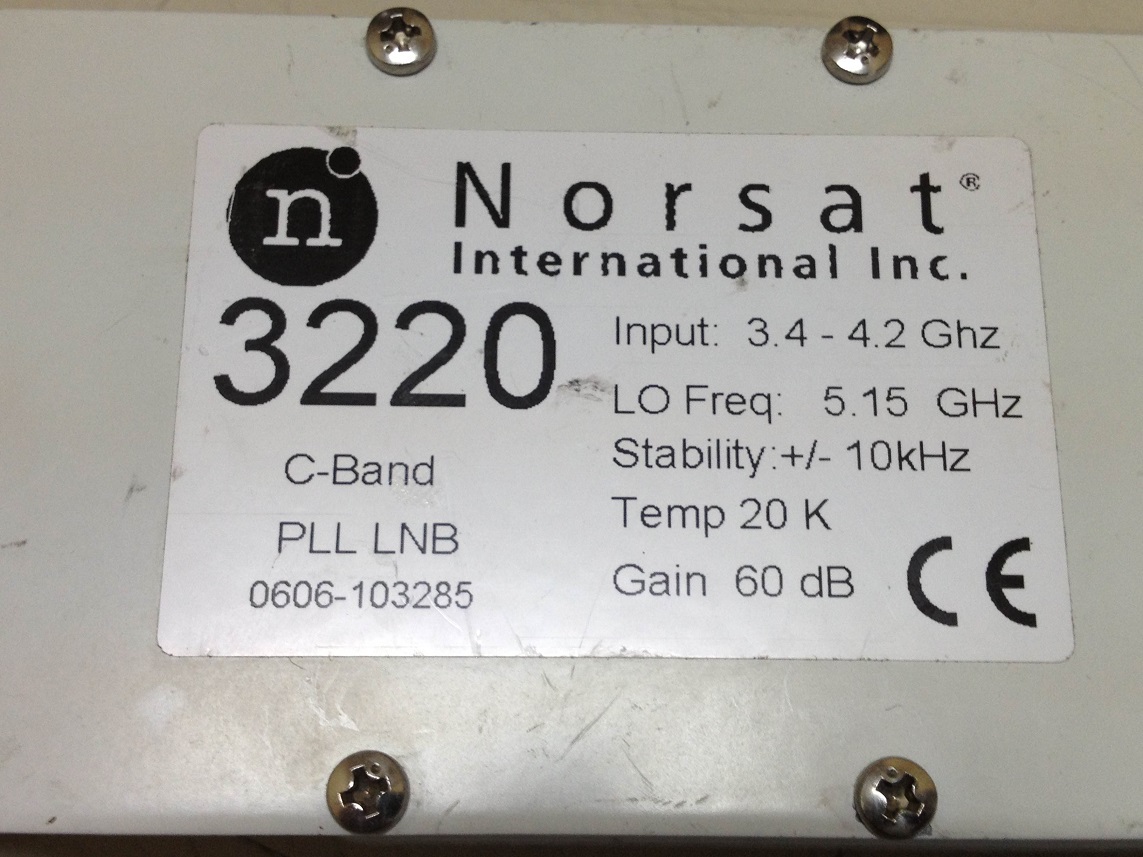 n
Norsat®
International Inc.
3220
Input: 3.4 - 4.2 Ghz
LO Freq: 5.15 GHz
Stability:+/- 10kHz
C-Band
Temp 20 K
PLL LNB
Gain 60 dB
0606-103285
CE